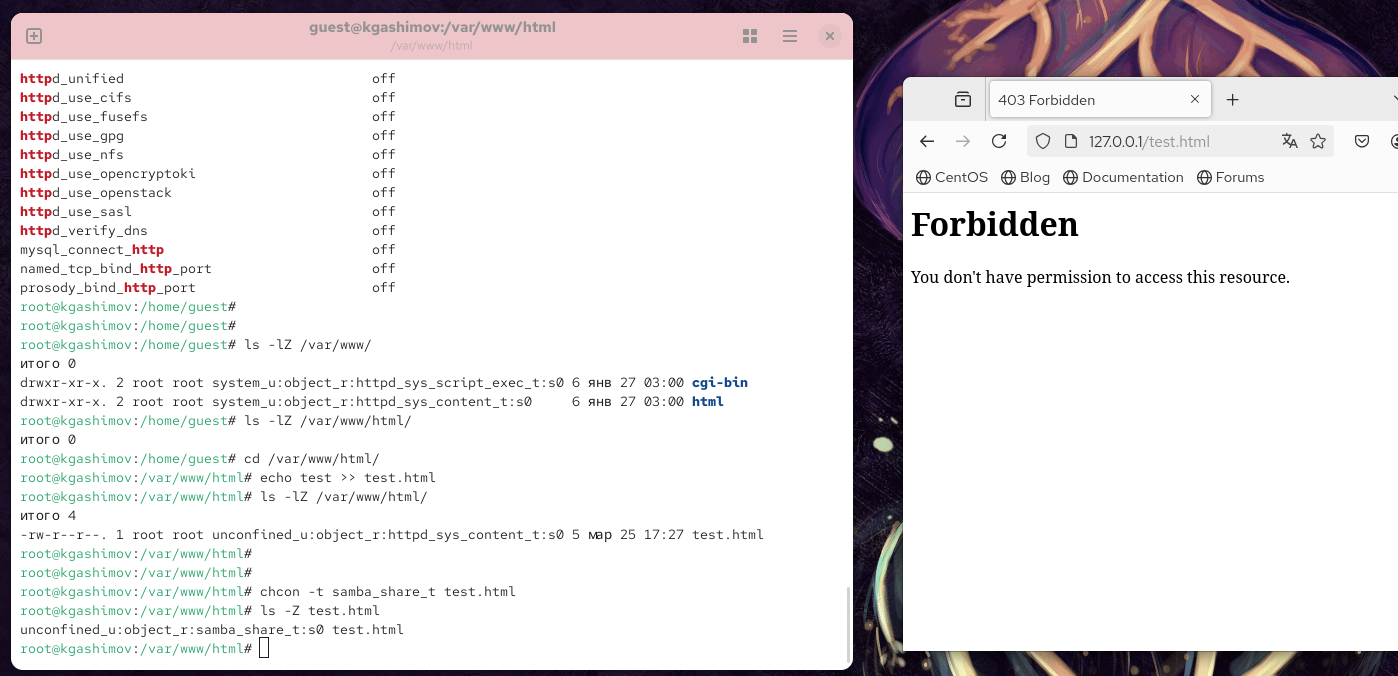 guest@kgashimov:/var/www/html
/var/www/html
httpd_unified off
httpd_use_cifs off
httpd_use_fusefs off
httpd_use_gpg off
httpd_use_nfs off
httpd_use_opencryptoki off
httpd_use_openstack off
httpd_use_sasl off
httpd_verify_dns off
mysql_connect_http off
named_tcp_bind_http_port off
prosody_bind_http_port off
root@kgashimov:/home/guest#
root@kgashimov:/home/guest#
root@kgashimov:/home/guest# ls -lZ /var/www/
итого 0
drwxr-xr-x. 2 root root system_u:object_r:httpd_sys_script_exec_t:s0 6 янв 27 03:00 cgi-bin
drwxr-xr-x. 2 root root system_u:object_r:httpd_sys_content_t:s0 6 янв 27 03:00 html
root@kgashimov:/home/guest# ls -lZ /var/www/html/
итого 0
root@kgashimov:/home/guest# cd /var/www/html/
root@kgashimov:/var/www/html# echo test >> test.html
root@kgashimov:/var/www/html# ls -lZ /var/www/html/
итого 4
-rw-r--r--. 1 root root unconfined_u:object_r:httpd_sys_content_t:s0 5 мар 25 17:27 test.html
root@kgashimov:/var/www/html#
root@kgashimov:/var/www/html#
root@kgashimov:/var/www/html# chcon -t samba_share_t test.html
root@kgashimov:/var/www/html# ls -Z test.html
unconfined_u:object_r:samba_share_t:s0 test.html
root@kgashimov:/var/www/html#
403 Forbidden
127.0.0.1/test.html
CentOS Blog Documentation Forums
Forbidden
You don't have permission to access this resource.